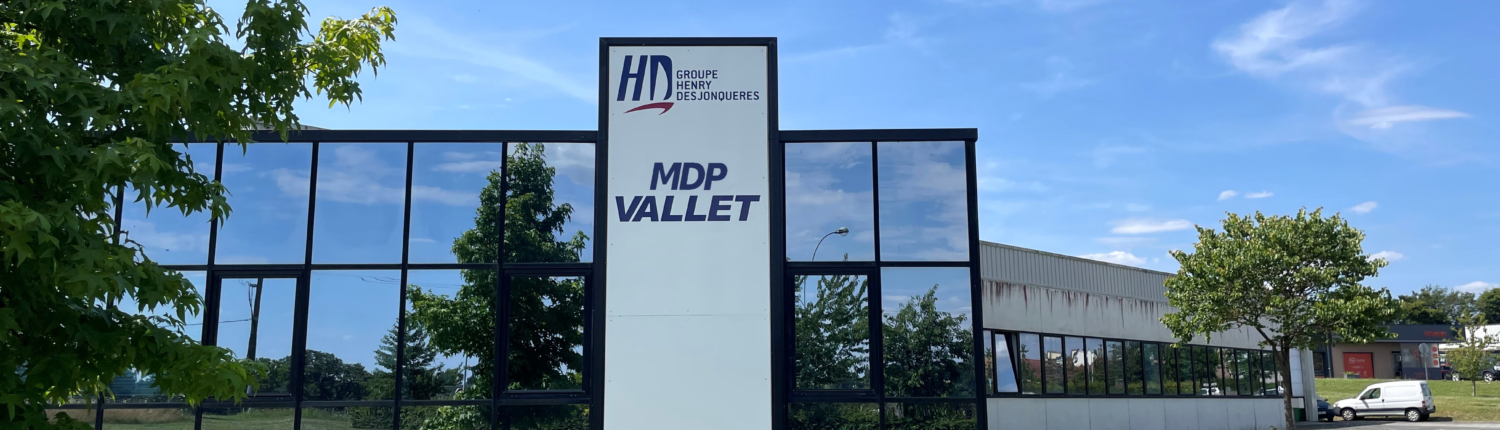 HD
GROUPE
HENRY
DESJONQUERES
MDP
VALLET